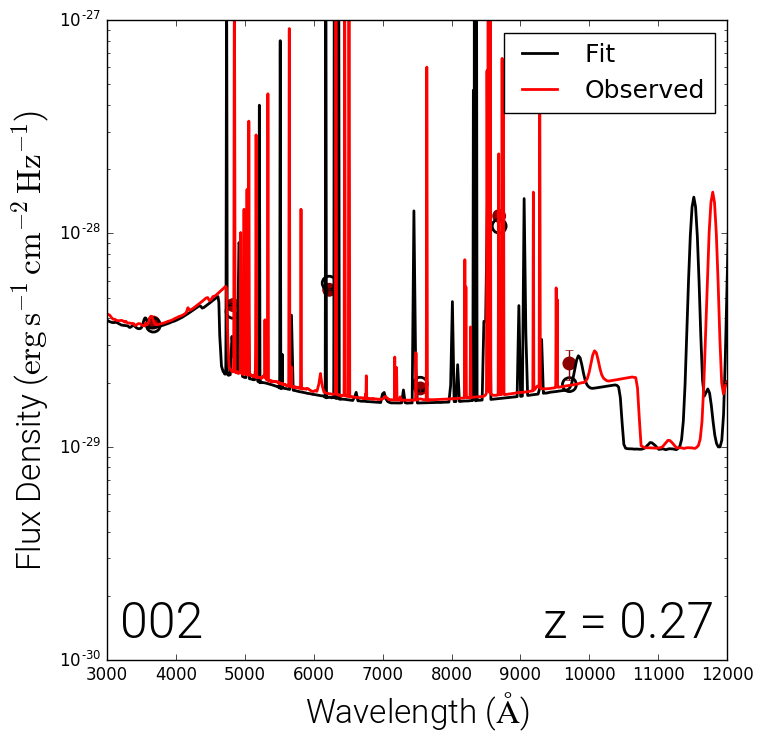 10^{-27}
10^{-28}
10^{-29}
10^{-30}
Flux Density (erg s^{-1} cm^{-2} Hz^{-1})
Fit
Observed
002
z = 0.27
3000 4000 5000 6000 7000 8000 9000 10000 11000 12000
Wavelength (Å)